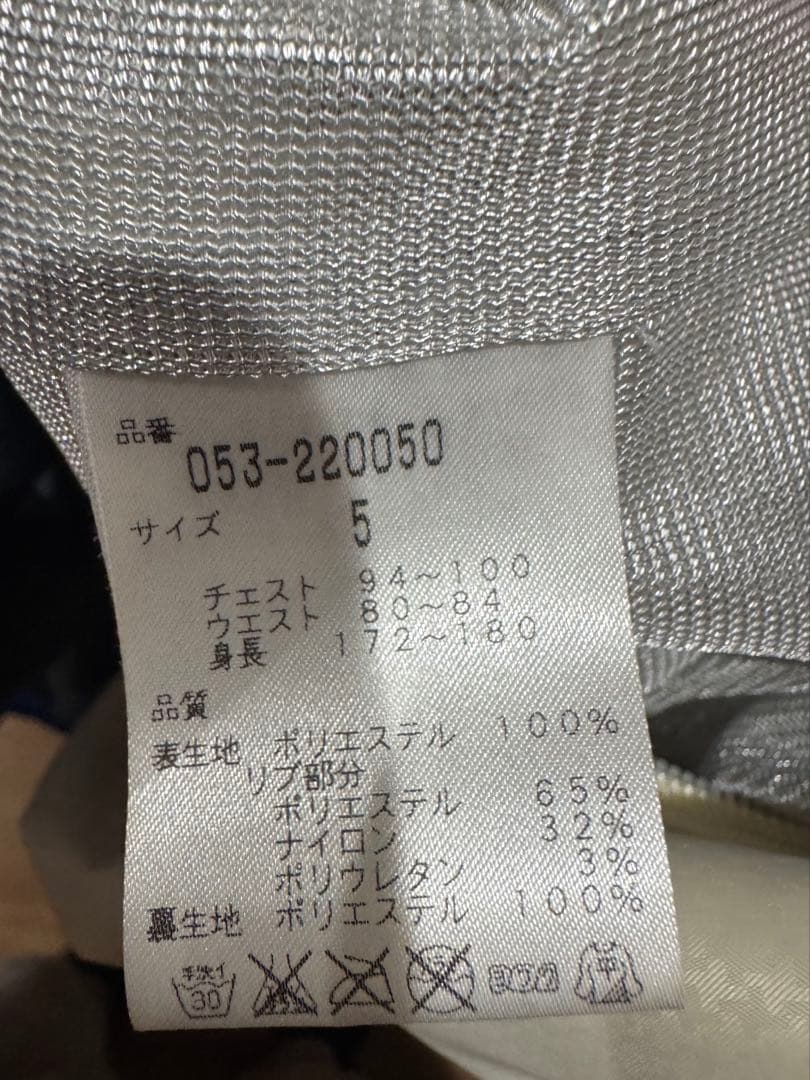 品番
053-220050
サイズ 5
チェスト 94～100
ウエスト 80～84
身長 172～180
品質
表生地 ポリエステル 100%
リブ部分
ポリエステル 65%
ナイロン 32%
ポリウレタン 3%
裏生地 ポリエステル 100%
手洗イ
30